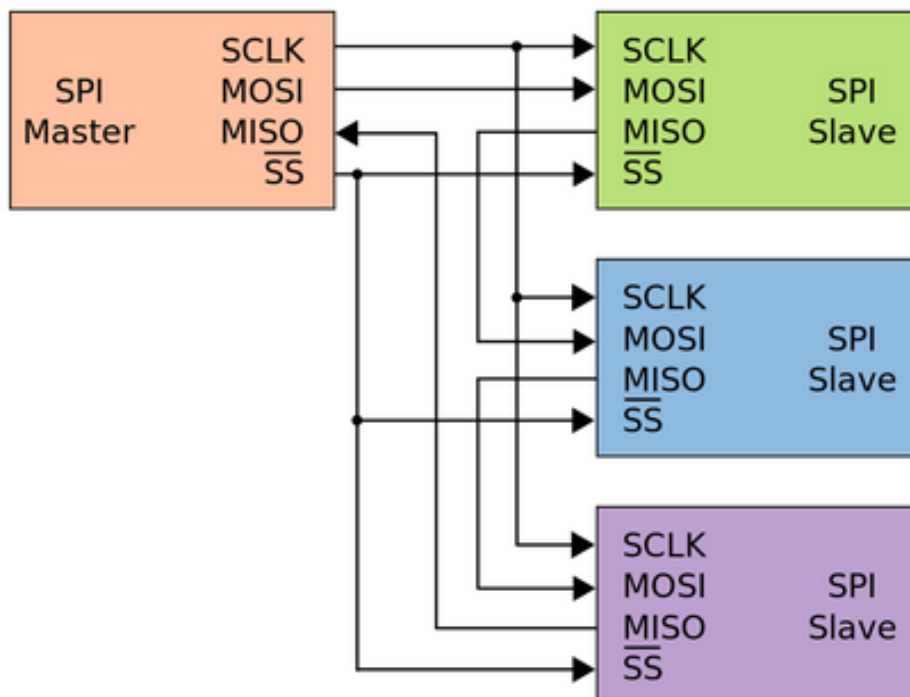 SPI
Master
SCLK
MOSI
MISO
SS
SCLK
MOSI
MISO
SS
SPI
Slave
SCLK
MOSI
MISO
SS
SPI
Slave
SCLK
MOSI
MISO
SS
SPI
Slave